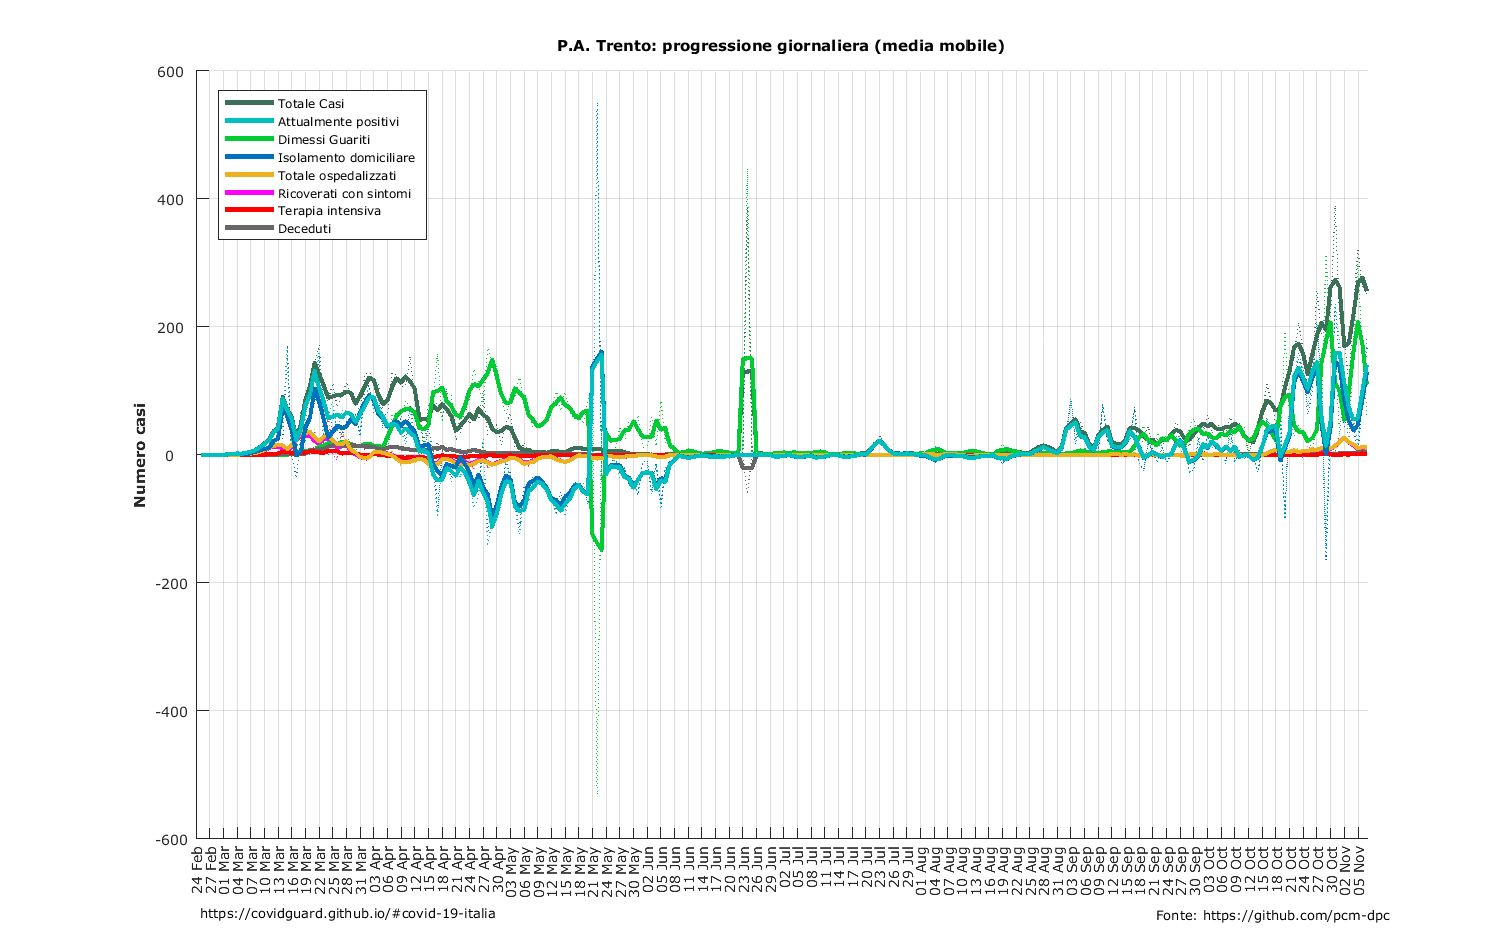 P.A. Trento: progressione giornaliera (media mobile)
600
400
200
0
-200
-400
-600
Numero casi
Totale Casi
Attualmente positivi
Dimessi Guariti
Isolamento domiciliare
Totale ospedalizzati
Ricoverati con sintomi
Terapia intensiva
Deceduti
24 Feb
27 Feb
01 Mar
04 Mar
07 Mar
10 Mar
13 Mar
16 Mar
19 Mar
22 Mar
25 Mar
28 Mar
31 Mar
03 Apr
06 Apr
09 Apr
12 Apr
15 Apr
18 Apr
21 Apr
24 Apr
27 Apr
30 Apr
03 May
06 May
09 May
12 May
15 May
18 May
21 May
24 May
27 May
30 May
02 Jun
05 Jun
08 Jun
11 Jun
14 Jun
17 Jun
20 Jun
23 Jun
26 Jun
29 Jun
02 Jul
05 Jul
08 Jul
11 Jul
14 Jul
17 Jul
20 Jul
23 Jul
26 Jul
29 Jul
01 Aug
04 Aug
07 Aug
10 Aug
13 Aug
16 Aug
19 Aug
22 Aug
25 Aug
28 Aug
31 Aug
03 Sep
06 Sep
09 Sep
12 Sep
15 Sep
18 Sep
21 Sep
24 Sep
27 Sep
30 Sep
03 Oct
06 Oct
09 Oct
12 Oct
15 Oct
18 Oct
21 Oct
24 Oct
27 Oct
30 Oct
02 Nov
05 Nov
https://covidguard.github.io/#covid-19-italia
Fonte: https://github.com/pcm-dpc